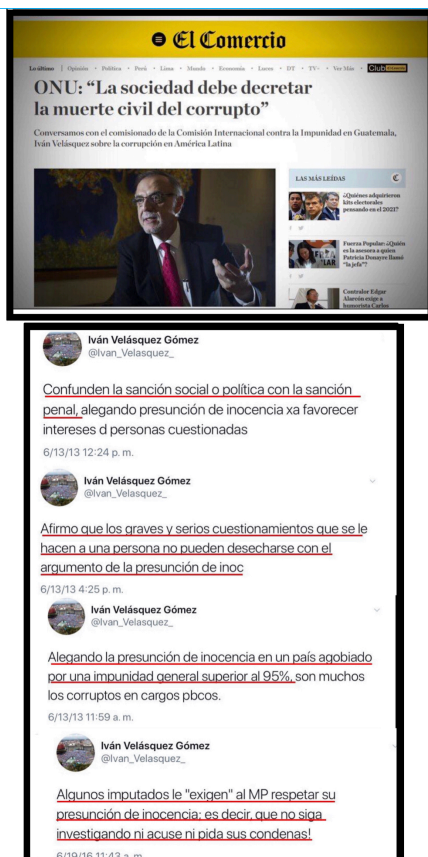 El Comercio
Lo último | Opinión • Política • Perú • Lima • Mundo • Economía • Luces • DT • TV+ • Ver Más • Club
ONU: “La sociedad debe decretar
la muerte civil del corrupto”
Conversamos con el comisionado de la Comisión Internacional contra la Impunidad en Guatemala,
Iván Velásquez sobre la corrupción en América Latina
LAS MÁS LEÍDAS
¿Quiénes adquirieron
kits electorales
pensando en el 2021?
Fuerza Popular: ¿Quién
es la asesora a quien
Patricia Donayre llamó
“la jefa”?
Contralor Edgar
Alarcón exige a
humorista Carlos
Iván Velásquez Gómez
@Ivan_Velasquez_
Confunden la sanción social o política con la sanción
penal, alegando presunción de inocencia xa favorecer
intereses d personas cuestionadas
6/13/13 12:24 p. m.
Iván Velásquez Gómez
@Ivan_Velasquez_
Afirmo que los graves y serios cuestionamientos que se le
hacen a una persona no pueden desecharse con el
argumento de la presunción de inoc
6/13/13 4:25 p. m.
Iván Velásquez Gómez
@Ivan_Velasquez_
Alegando la presunción de inocencia en un país agobiado
por una impunidad general superior al 95%, son muchos
los corruptos en cargos pbcos.
6/13/13 11:59 a. m.
Iván Velásquez Gómez
@Ivan_Velasquez_
Algunos imputados le "exigen" al MP respetar su
presunción de inocencia: es decir, que no siga
investigando ni acuse ni pida sus condenas!
6/19/16 11:43 a. m.